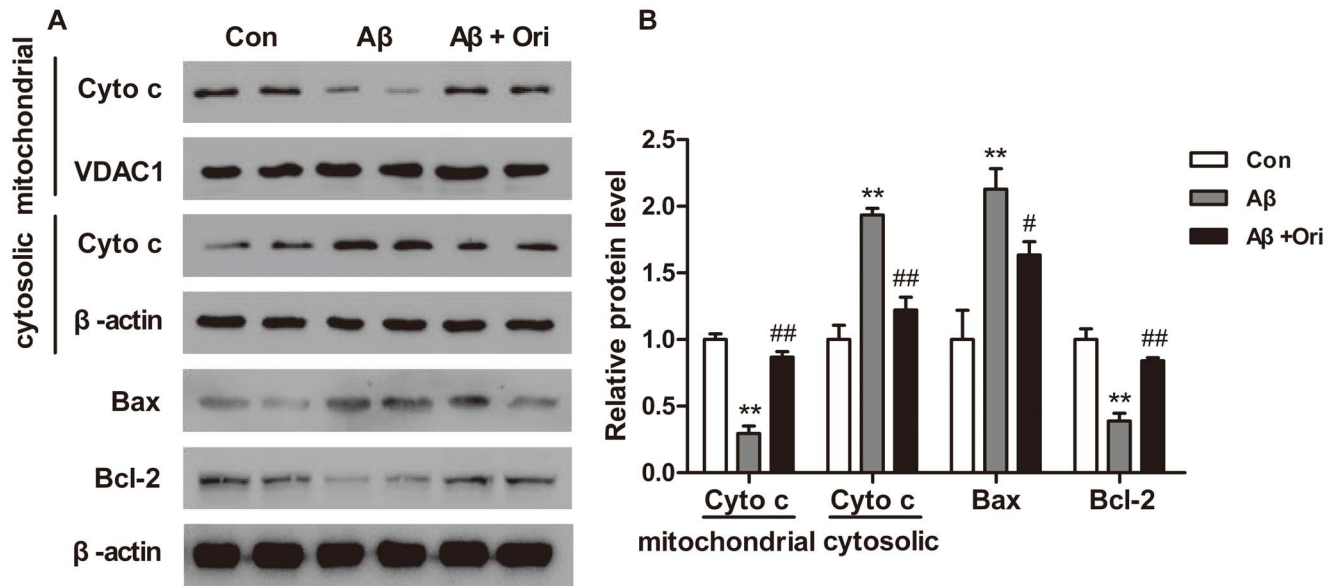 A
Con Aβ Aβ + Ori
mitochondrial
Cyto c
VDAC1
cytosolic
Cyto c
β -actin
Bax
Bcl-2
β -actin
B
Relative protein level
2.5
2.0
1.5
1.0
0.5
0.0
** ## ** ## ** # ** ##
Con
Aβ
Aβ +Ori
Cyto c Cyto c Bax Bcl-2
mitochondrial cytosolic